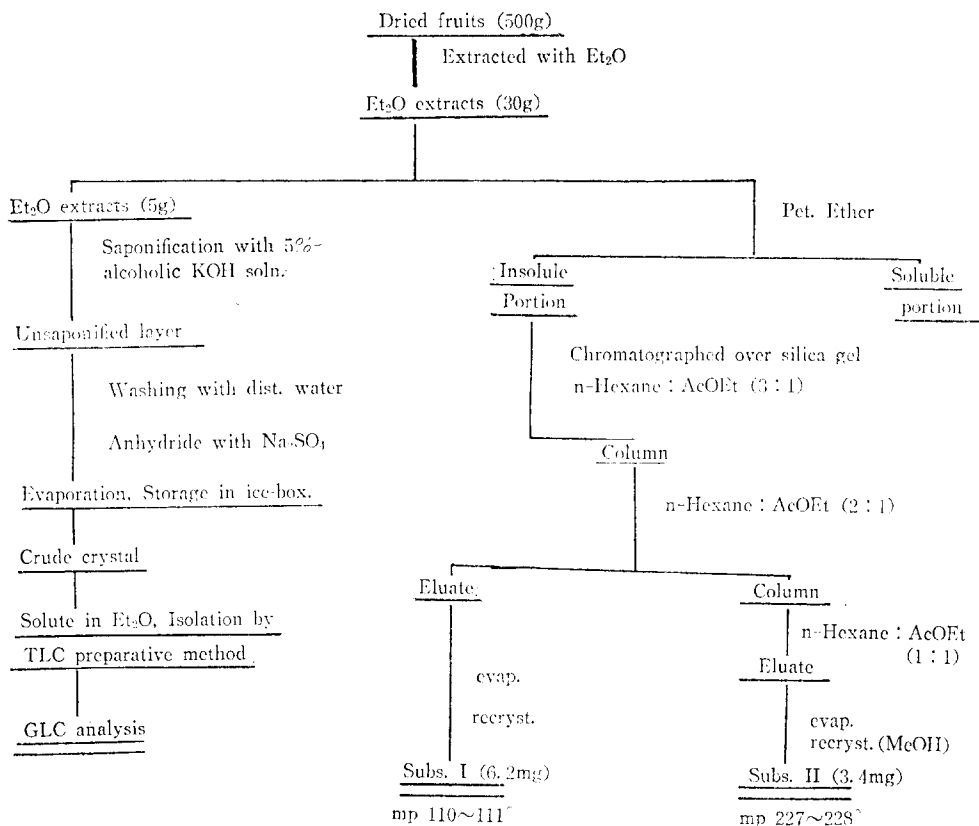 Dried fruits (500g)
Extracted with Et₂O
Et₂O extracts (30g)
Et₂O extracts (5g)
Saponification with 5%-
alcoholic KOH soln.
Unsaponified layer
Washing with dist. water
Anhydride with Na₂SO₄
Evaporation, Storage in ice-box.
Crude crystal
Solute in Et₂O, Isolation by
TLC preparative method
GLC analysis
Pet. Ether
Insolule
Portion
Soluble
portion
Chromatographed over silica gel
n-Hexane : AcOEt (3 : 1)
Column
n-Hexane : AcOEt (2 : 1)
Eluate
evap.
recryst.
Subs. I (6.2mg)
mp 110~111°
Column
n-Hexane : AcOEt
(1 : 1)
Eluate
evap.
recryst. (MeOH)
Subs. II (3.4mg)
mp 227~228°